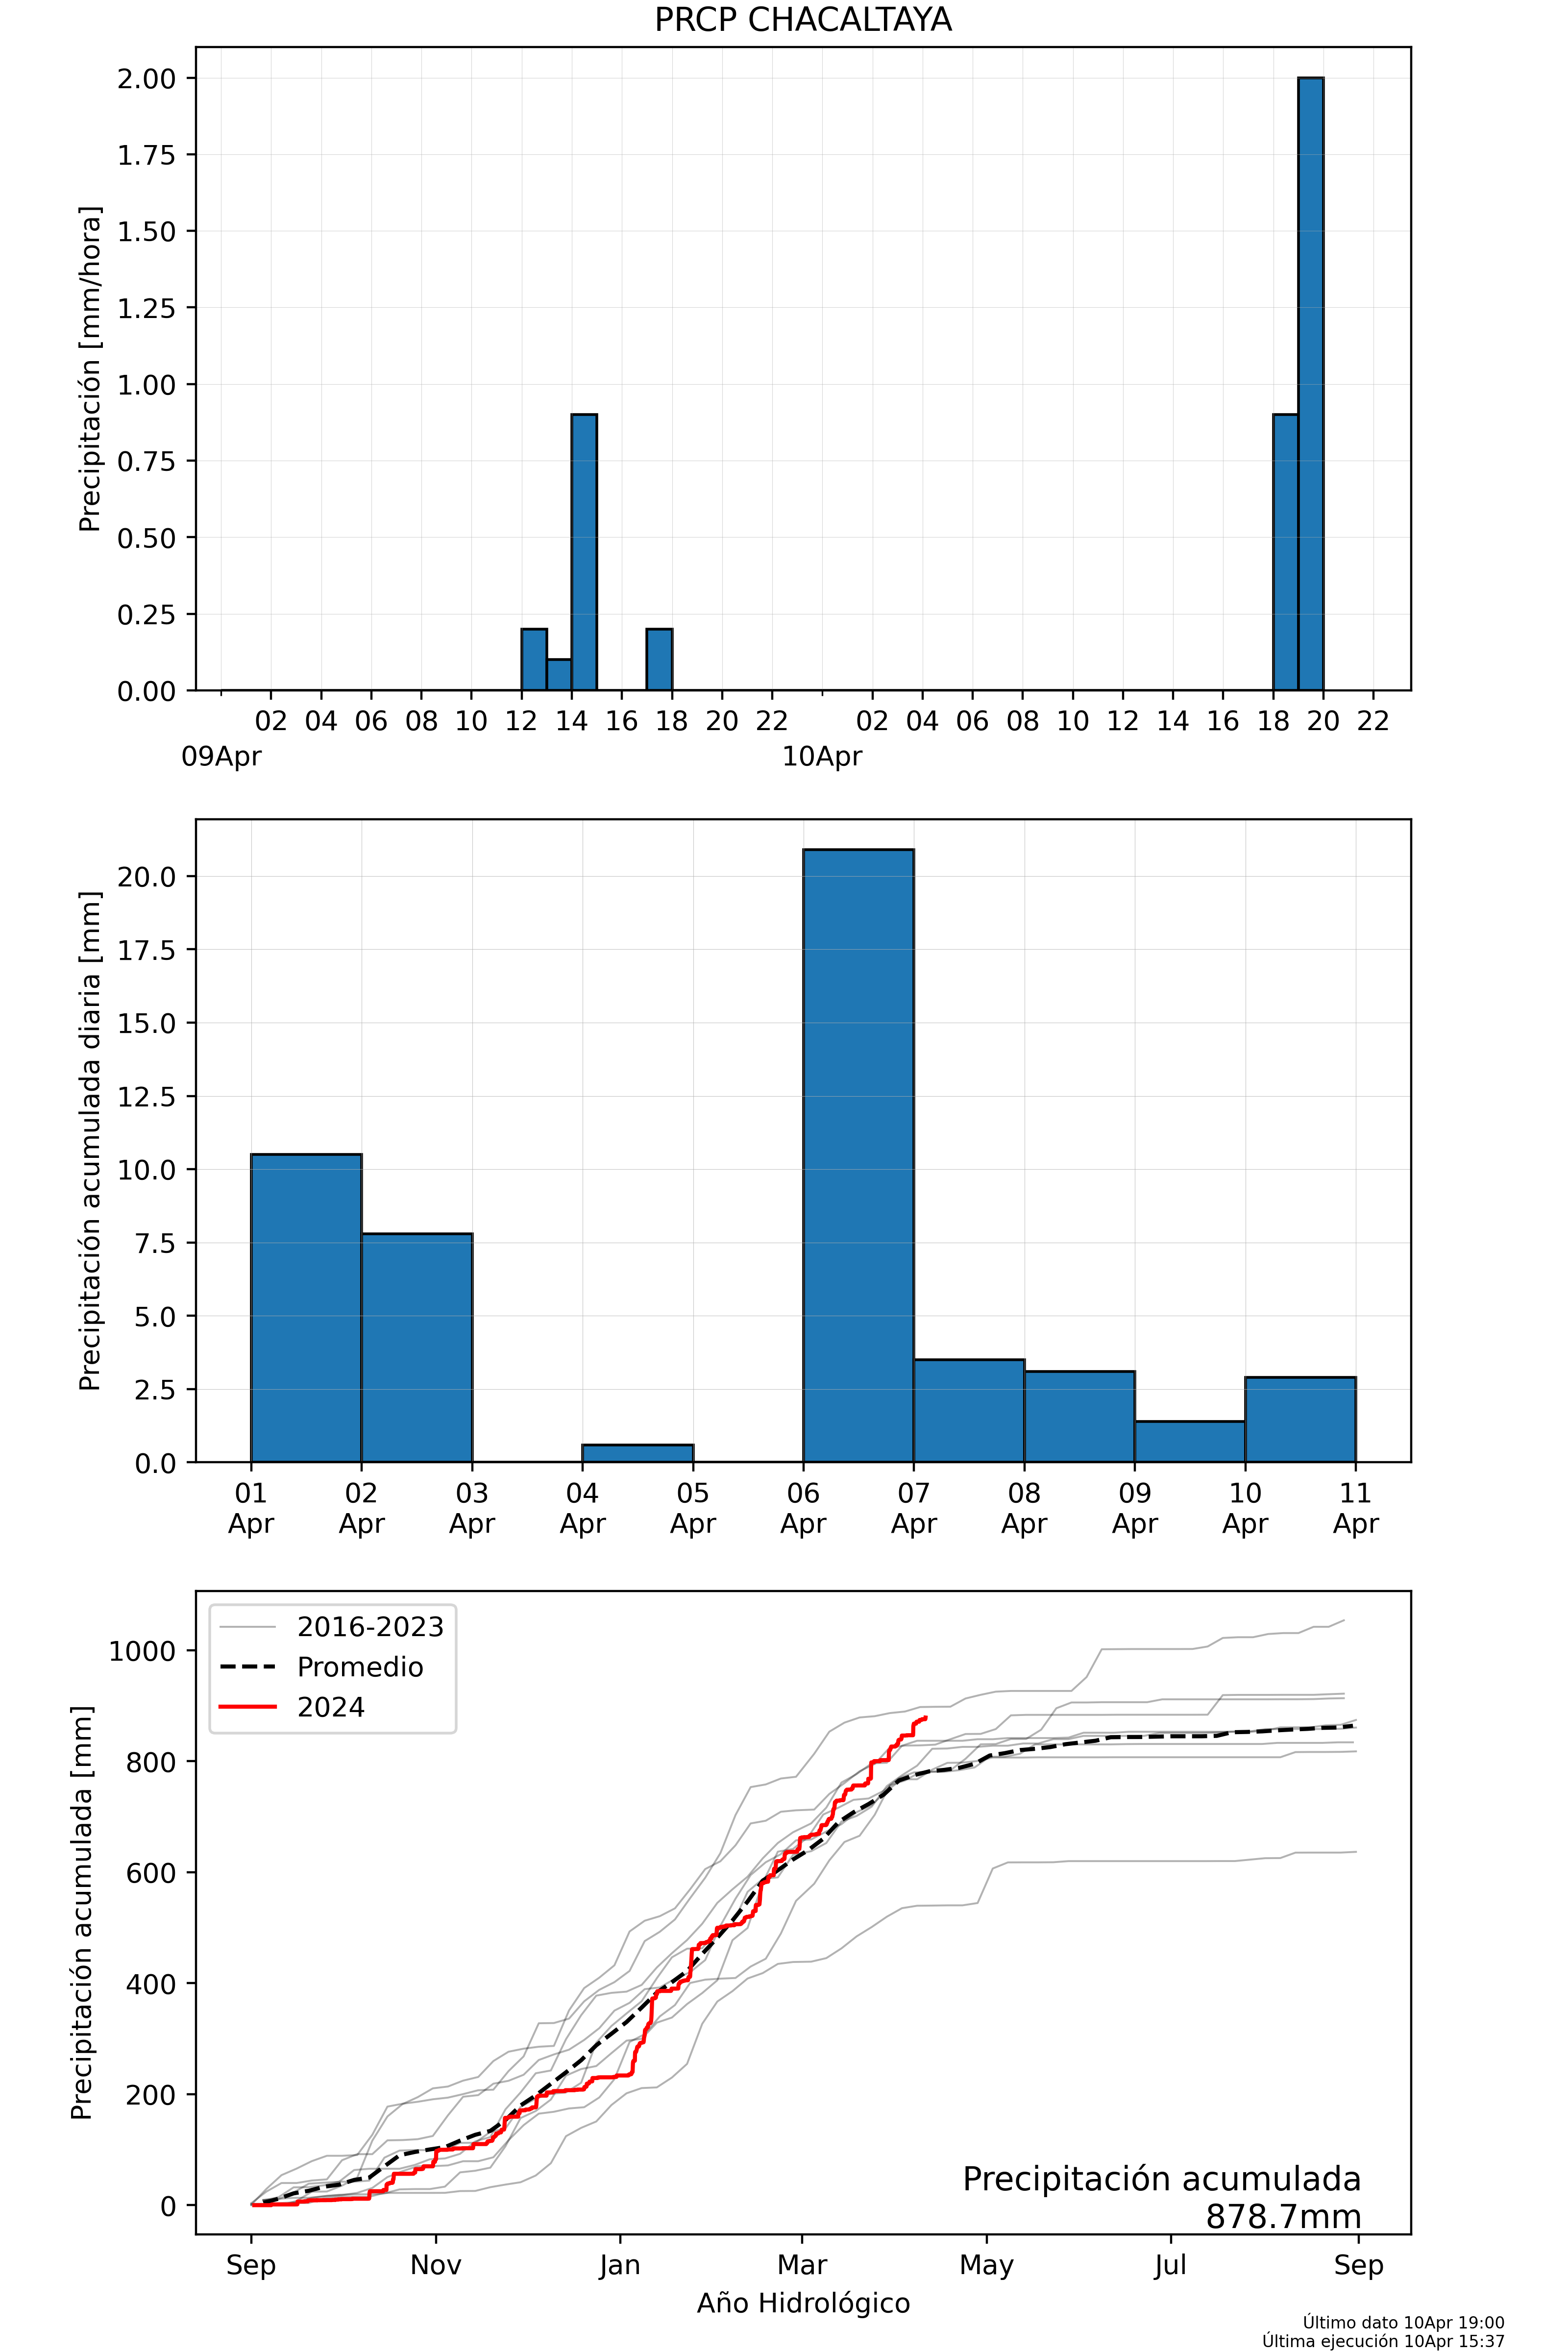 PRCP CHACALTAYA
Precipitación [mm/hora]
2.00
1.75
1.50
1.25
1.00
0.75
0.50
0.25
0.00
02 04 06 08 10 12 14 16 18 20 22 02 04 06 08 10 12 14 16 18 20 22
09Apr 10Apr
Precipitación acumulada diaria [mm]
20.0
17.5
15.0
12.5
10.0
7.5
5.0
2.5
0.0
01 02 03 04 05 06 07 08 09 10 11
Apr Apr Apr Apr Apr Apr Apr Apr Apr Apr Apr
Precipitación acumulada [mm]
1000
800
600
400
200
0
2016-2023
Promedio
2024
Precipitación acumulada
878.7mm
Sep Nov Jan Mar May Jul Sep
Año Hidrológico
Último dato 10Apr 19:00
Última ejecución 10Apr 15:37